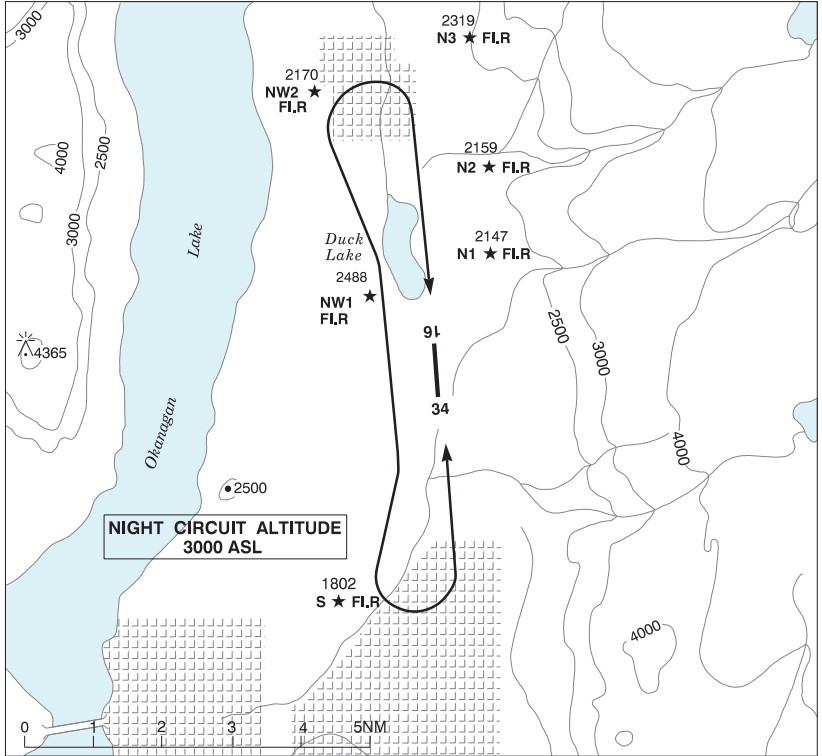 3000
2319
N3 ★ Fl.R
2170
NW2 ★
Fl.R
4000
2500
2159
N2 ★ Fl.R
3000
Lake
Duck
Lake
2147
N1 ★ Fl.R
2488
NW1 ★
Fl.R
16
4365
2500
3000
34
4000
Okanagan
2500
NIGHT CIRCUIT ALTITUDE
3000 ASL
1802
S ★ Fl.R
4000
0 1 2 3 4 5NM